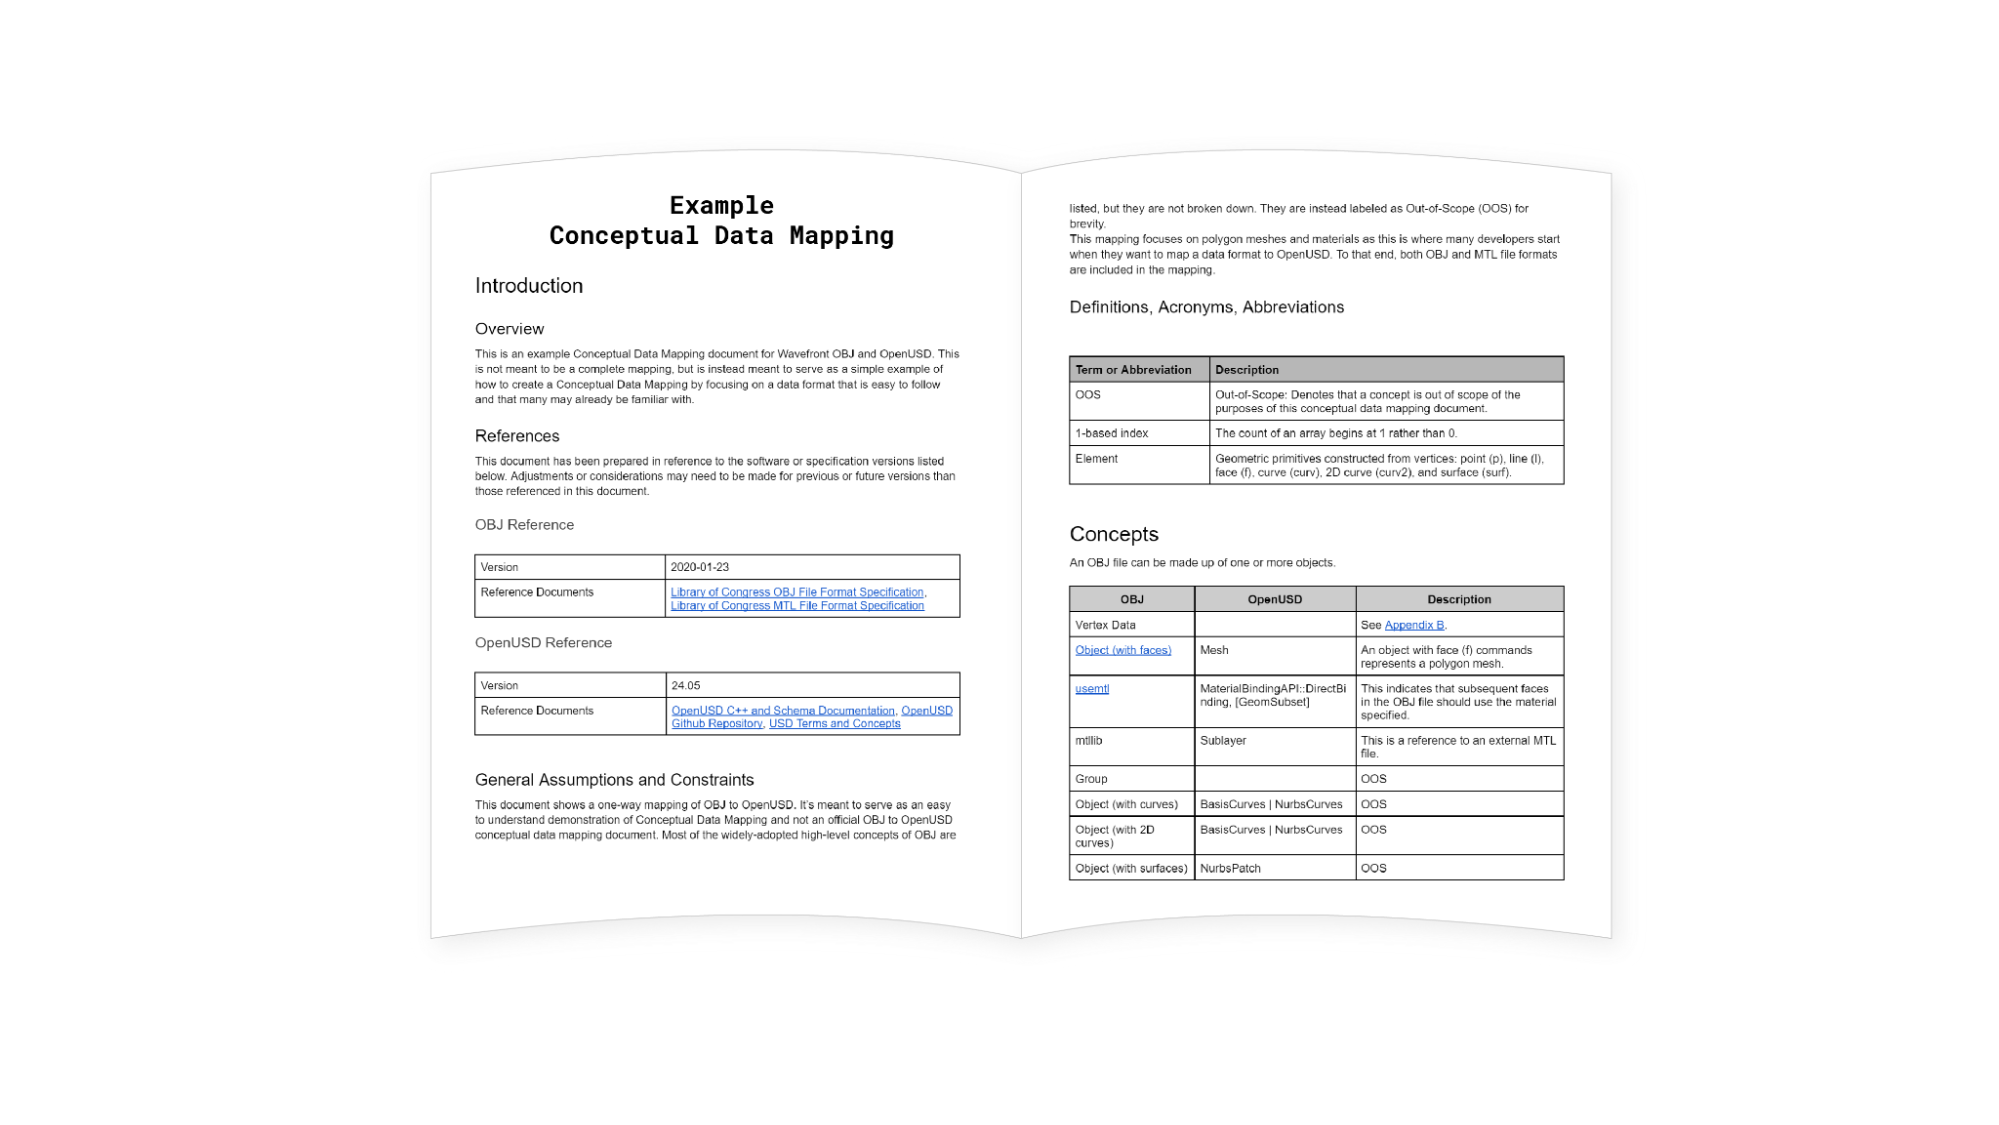 Example
Conceptual Data Mapping
Introduction
Overview
This is an example Conceptual Data Mapping document for Wavefront OBJ and OpenUSD. This
is not meant to be a complete mapping, but is instead meant to serve as a simple example of
how to create a Conceptual Data Mapping by focusing on a data format that is easy to follow
and that many may already be familiar with.
References
This document has been prepared in reference to the software or specification versions listed
below. Adjustments or considerations may need to be made for previous or future versions than
those referenced in this document.
OBJ Reference
Version 2020-01-23
Reference Documents Library of Congress OBJ File Format Specification,
Library of Congress MTL File Format Specification
OpenUSD Reference
Version 24.05
Reference Documents OpenUSD C++ and Schema Documentation, OpenUSD
Github Repository, USD Terms and Concepts
General Assumptions and Constraints
This document shows a one-way mapping of OBJ to OpenUSD. It's meant to serve as an easy
to understand demonstration of Conceptual Data Mapping and not an official OBJ to OpenUSD
conceptual data mapping document. Most of the widely-adopted high-level concepts of OBJ are
listed, but they are not broken down. They are instead labeled as Out-of-Scope (OOS) for
brevity.
This mapping focuses on polygon meshes and materials as this is where many developers start
when they want to map a data format to OpenUSD. To that end, both OBJ and MTL file formats
are included in the mapping.
Definitions, Acronyms, Abbreviations
Term or Abbreviation Description
OOS Out-of-Scope: Denotes that a concept is out of scope of the
purposes of this conceptual data mapping document.
1-based index The count of an array begins at 1 rather than 0.
Element Geometric primitives constructed from vertices: point (p), line (l),
face (f), curve (curv), 2D curve (curv2), and surface (surf).
Concepts
An OBJ file can be made up of one or more objects.
OBJ OpenUSD Description
Vertex Data See Appendix B.
Object (with faces) Mesh An object with face (f) commands
represents a polygon mesh.
usemtl MaterialBindingAPI::DirectBi This indicates that subsequent faces
nding, [GeomSubset] in the OBJ file should use the material
specified.
mtllib Sublayer This is a reference to an external MTL
file.
Group OOS
Object (with curves) BasisCurves | NurbsCurves OOS
Object (with 2D BasisCurves | NurbsCurves OOS
curves)
Object (with surfaces) NurbsPatch OOS